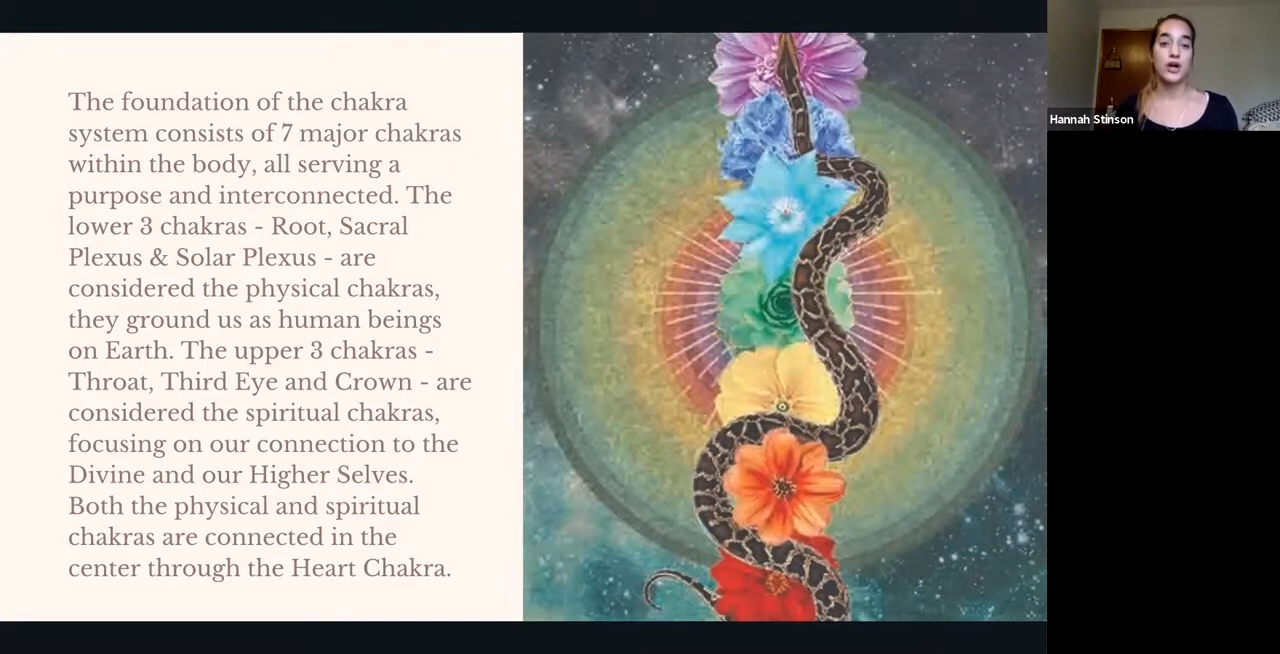 The foundation of the chakra
system consists of 7 major chakras
within the body, all serving a
purpose and interconnected. The
lower 3 chakras - Root, Sacral
Plexus & Solar Plexus - are
considered the physical chakras,
they ground us as human beings
on Earth. The upper 3 chakras -
Throat, Third Eye and Crown - are
considered the spiritual chakras,
focusing on our connection to the
Divine and our Higher Selves.
Both the physical and spiritual
chakras are connected in the
center through the Heart Chakra.
Hannah Stinson